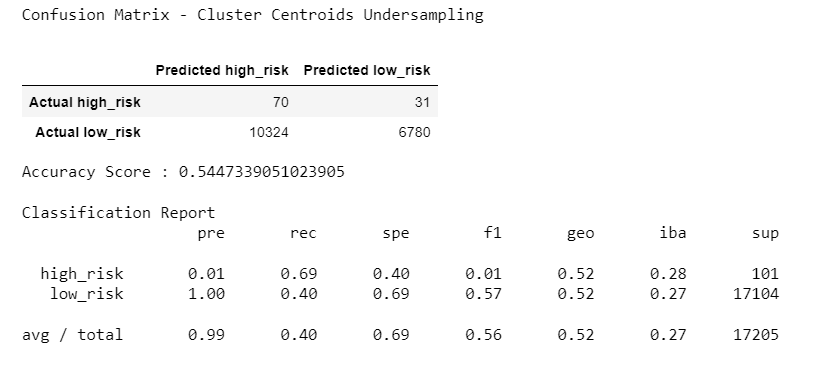 Confusion Matrix - Cluster Centroids Undersampling
Predicted high_risk Predicted low_risk
Actual high_risk 70 31
Actual low_risk 10324 6780
Accuracy Score : 0.5447339051023905
Classification Report
pre rec spe f1 geo iba sup
high_risk 0.01 0.69 0.40 0.01 0.52 0.28 101
low_risk 1.00 0.40 0.69 0.57 0.52 0.27 17104
avg / total 0.99 0.40 0.69 0.56 0.52 0.27 17205